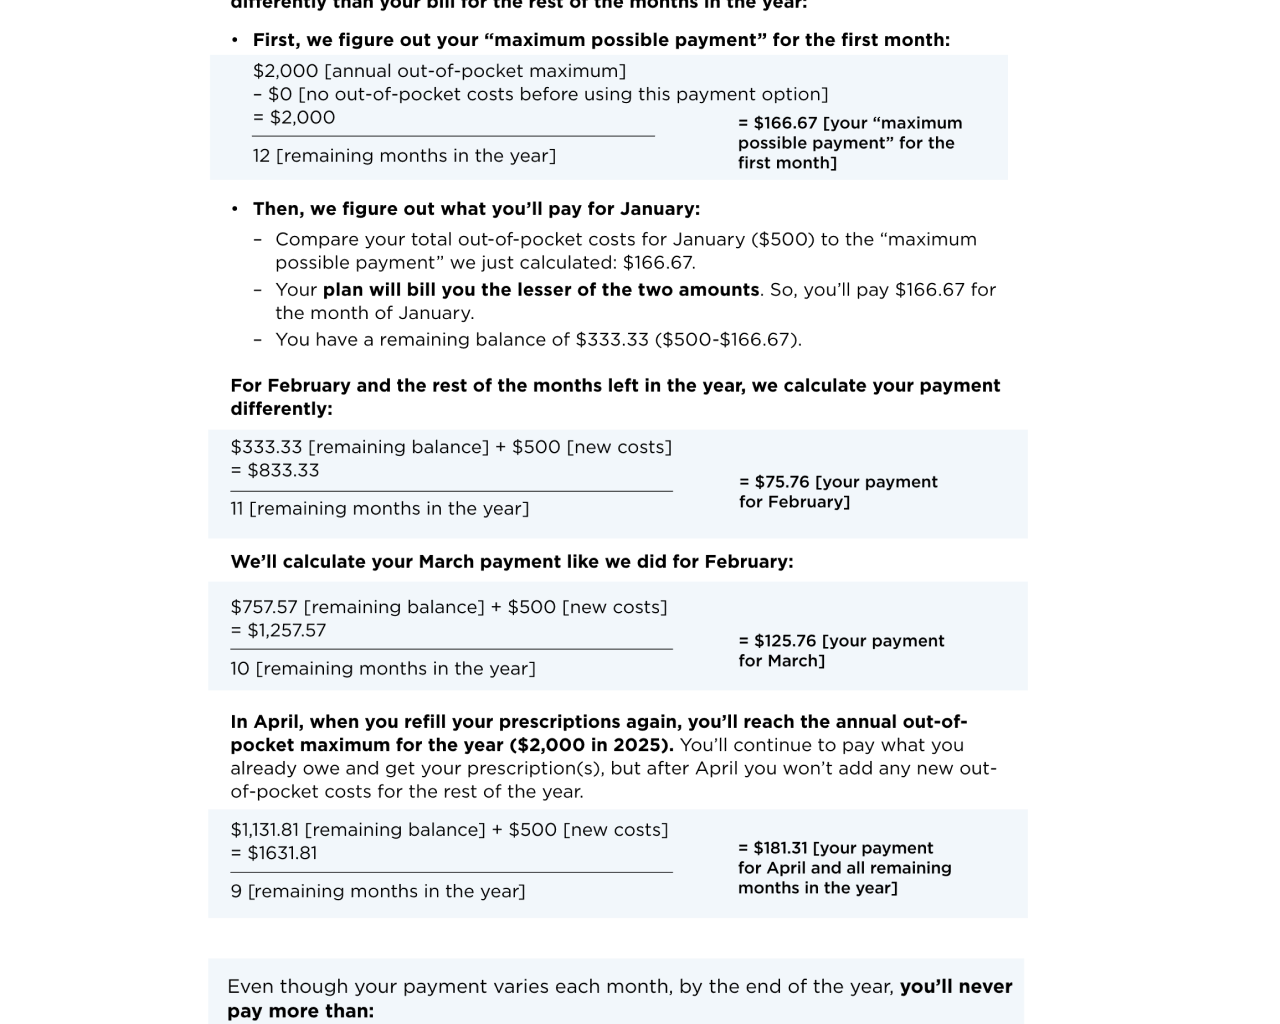 differently than your bill for the rest of the months in the year:
• First, we figure out your “maximum possible payment” for the first month:
$2,000 [annual out-of-pocket maximum]
– $0 [no out-of-pocket costs before using this payment option]
= $2,000
12 [remaining months in the year]
= $166.67 [your “maximum
possible payment” for the
first month]
• Then, we figure out what you’ll pay for January:
– Compare your total out-of-pocket costs for January ($500) to the “maximum
possible payment” we just calculated: $166.67.
– Your plan will bill you the lesser of the two amounts. So, you’ll pay $166.67 for
the month of January.
– You have a remaining balance of $333.33 ($500-$166.67).
For February and the rest of the months left in the year, we calculate your payment
differently:
$333.33 [remaining balance] + $500 [new costs]
= $833.33
11 [remaining months in the year]
= $75.76 [your payment
for February]
We’ll calculate your March payment like we did for February:
$757.57 [remaining balance] + $500 [new costs]
= $1,257.57
10 [remaining months in the year]
= $125.76 [your payment
for March]
In April, when you refill your prescriptions again, you’ll reach the annual out-of-
pocket maximum for the year ($2,000 in 2025). You’ll continue to pay what you
already owe and get your prescription(s), but after April you won’t add any new out-
of-pocket costs for the rest of the year.
$1,131.81 [remaining balance] + $500 [new costs]
= $1631.81
9 [remaining months in the year]
= $181.31 [your payment
for April and all remaining
months in the year]
Even though your payment varies each month, by the end of the year, you’ll never
pay more than: